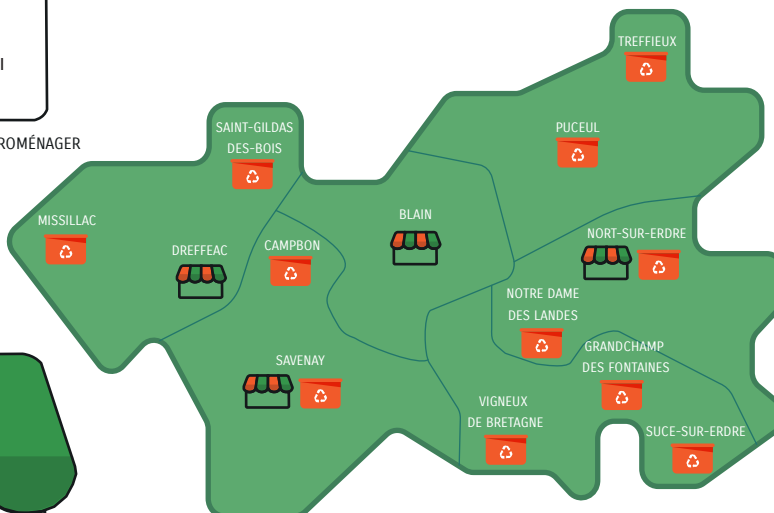 I
ROMÉNAGER
TREFFIEUX
SAINT-GILDAS
DES-BOIS
PUCEUL
MISSILLAC
BLAIN
DREFFEAC
CAMPBON
NORT-SUR-ERDRE
NOTRE DAME
DES LANDES
GRANDCHAMP
DES FONTAINES
SAVENAY
VIGNEUX
DE BRETAGNE
SUCE-SUR-ERDRE